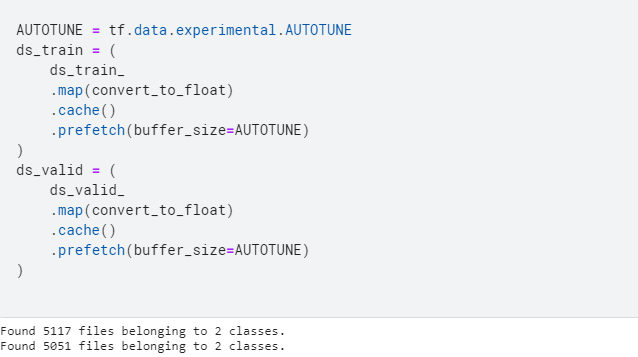 AUTOTUNE = tf.data.experimental.AUTOTUNE
ds_train = (
    ds_train_
    .map(convert_to_float)
    .cache()
    .prefetch(buffer_size=AUTOTUNE)
)
ds_valid = (
    ds_valid_
    .map(convert_to_float)
    .cache()
    .prefetch(buffer_size=AUTOTUNE)
)
Found 5117 files belonging to 2 classes.
Found 5051 files belonging to 2 classes.